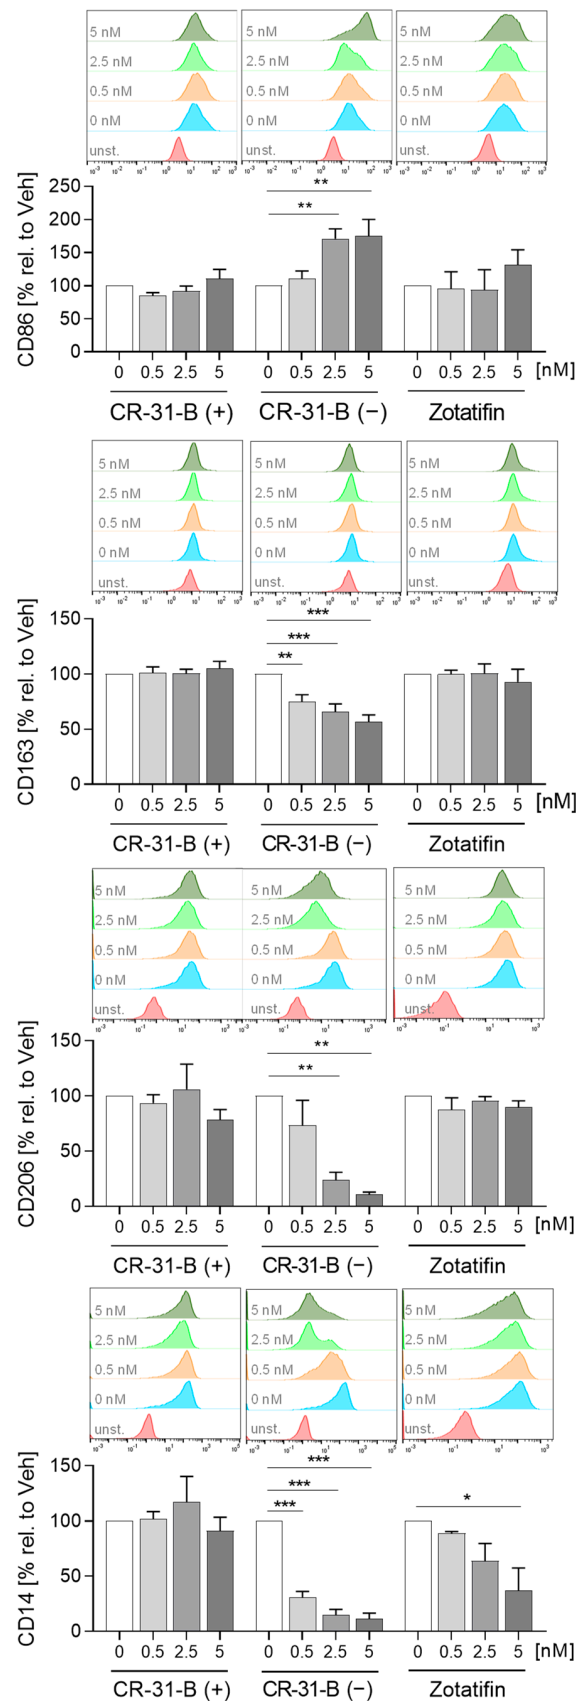 5 nM 5 nM 5 nM
2.5 nM 2.5 nM 2.5 nM
0.5 nM 0.5 nM 0.5 nM
0 nM 0 nM 0 nM
unst. unst. unst.
CD86 [% rel. to Veh]
250
200
150
100
50
0
** 
**
0 0.5 2.5 5 0 0.5 2.5 5 0 0.5 2.5 5 [nM]
CR-31-B (+) CR-31-B (−) Zotatifin
5 nM 5 nM 5 nM
2.5 nM 2.5 nM 2.5 nM
0.5 nM 0.5 nM 0.5 nM
0 nM 0 nM 0 nM
unst. unst. unst.
CD163 [% rel. to Veh]
150
100
50
0
***
***
**
0 0.5 2.5 5 0 0.5 2.5 5 0 0.5 2.5 5 [nM]
CR-31-B (+) CR-31-B (−) Zotatifin
5 nM 5 nM 5 nM
2.5 nM 2.5 nM 2.5 nM
0.5 nM 0.5 nM 0.5 nM
0 nM 0 nM 0 nM
unst. unst. unst.
CD206 [% rel. to Veh]
150
100
50
0
**
**
0 0.5 2.5 5 0 0.5 2.5 5 0 0.5 2.5 5 [nM]
CR-31-B (+) CR-31-B (−) Zotatifin
5 nM 5 nM 5 nM
2.5 nM 2.5 nM 2.5 nM
0.5 nM 0.5 nM 0.5 nM
0 nM 0 nM 0 nM
unst. unst. unst.
CD14 [% rel. to Veh]
150
100
50
0
***
***
***
*
0 0.5 2.5 5 0 0.5 2.5 5 0 0.5 2.5 5 [nM]
CR-31-B (+) CR-31-B (−) Zotatifin